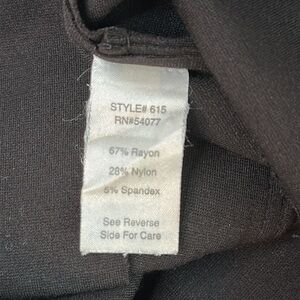 STYLE# 615
RN#54077
67% Rayon
28% Nylon
5% Spandex
See Reverse
Side For Care